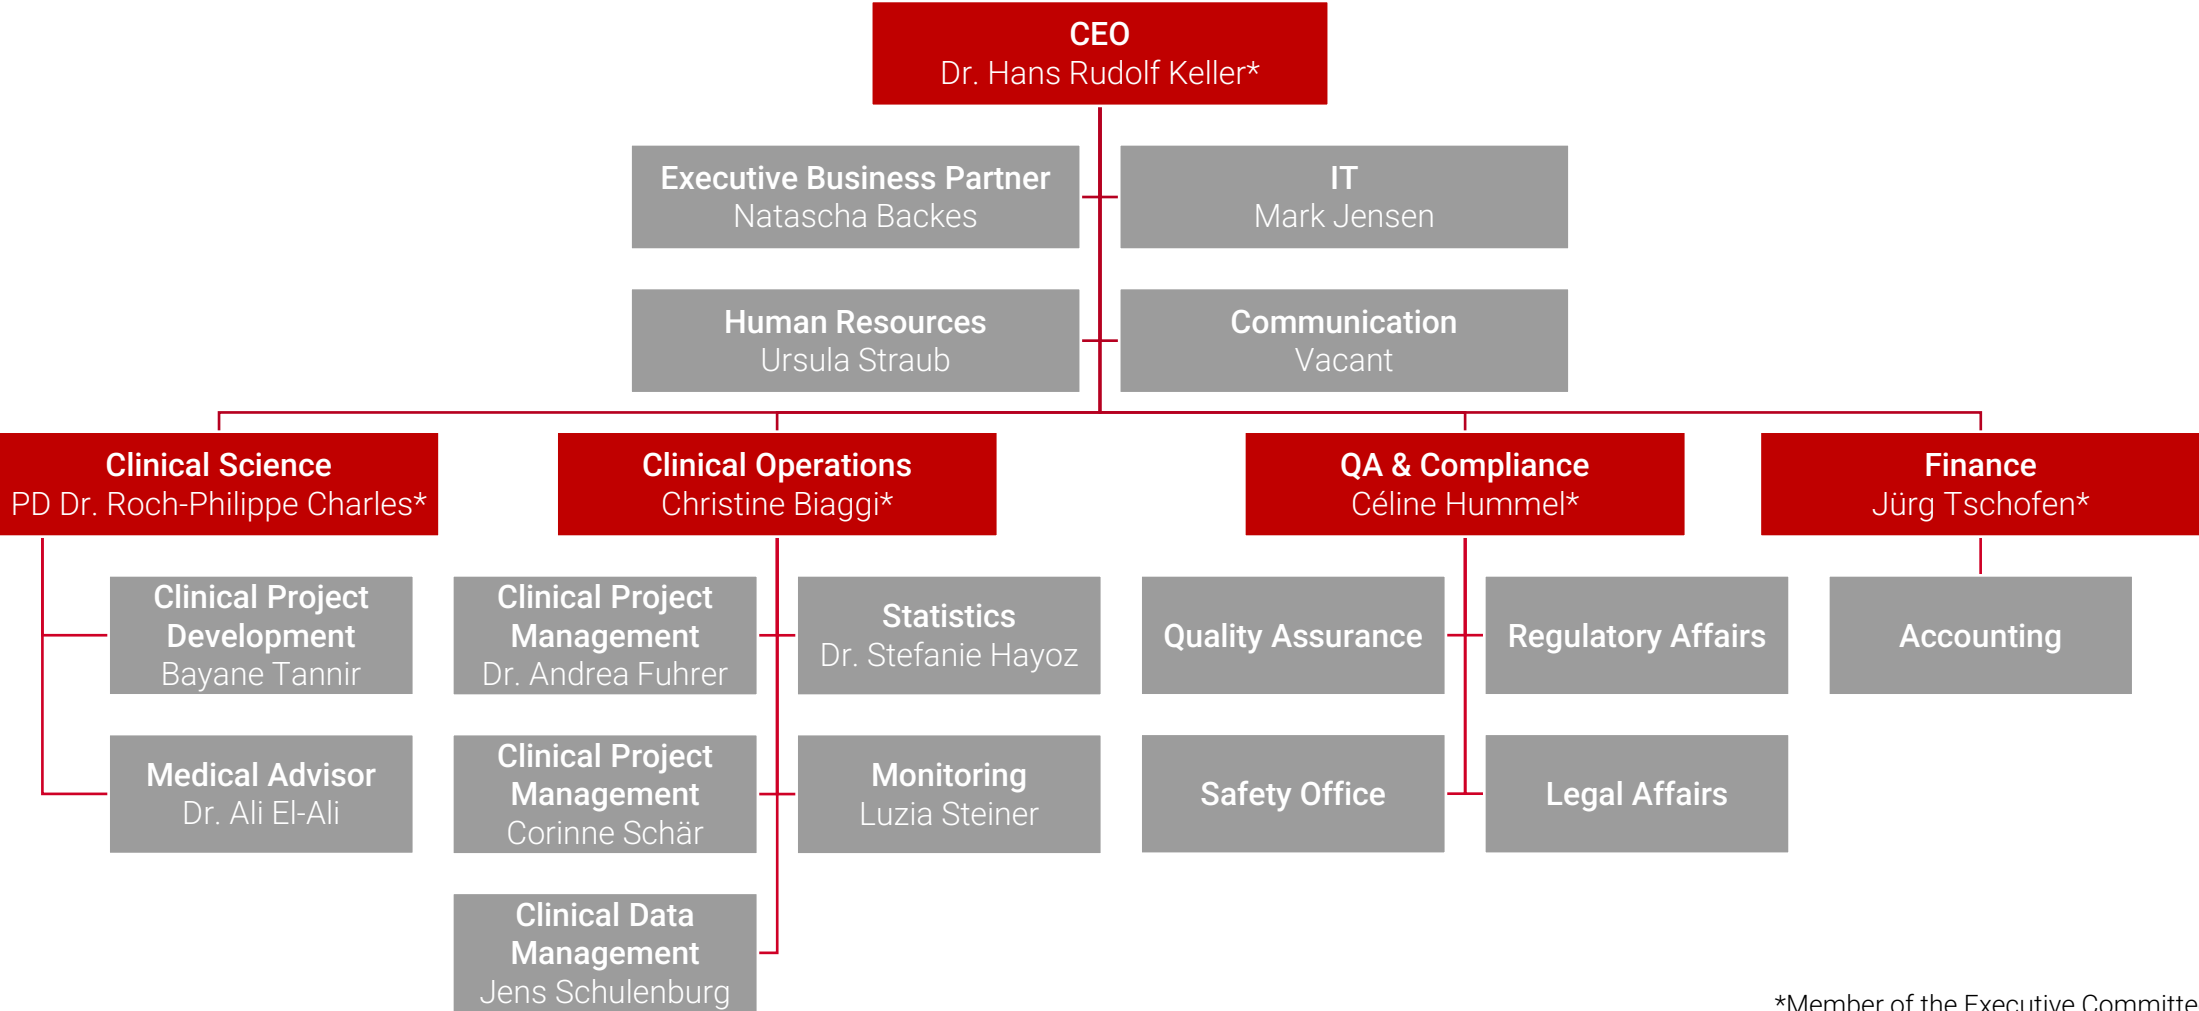 CEO
Dr. Hans Rudolf Keller*
Executive Business Partner
Natascha Backes
IT
Mark Jensen
Human Resources
Ursula Straub
Communication
Vacant
Clinical Science
PD Dr. Roch-Philippe Charles*
Clinical Operations
Christine Biaggi*
QA & Compliance
Céline Hummel*
Finance
Jürg Tschofen*
Clinical Project
Development
Bayane Tannir
Clinical Project
Management
Dr. Andrea Fuhrer
Statistics
Dr. Stefanie Hayoz
Quality Assurance
Regulatory Affairs
Accounting
Medical Advisor
Dr. Ali El-Ali
Clinical Project
Management
Corinne Schär
Monitoring
Luzia Steiner
Safety Office
Legal Affairs
Clinical Data
Management
Jens Schulenburg
*Member of the Executive Committe